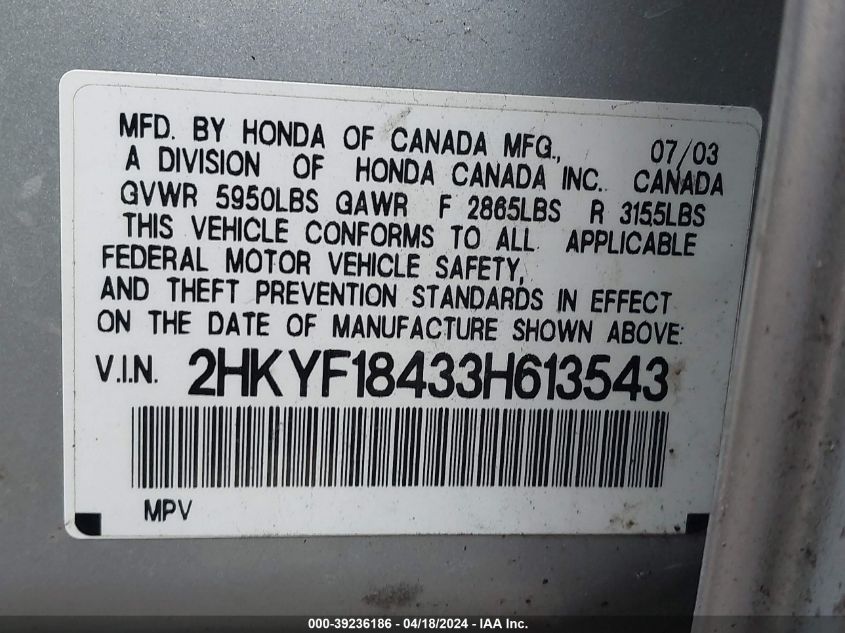 MFD. BY HONDA OF CANADA MFG., 07/03
A DIVISION OF HONDA CANADA INC. CANADA
GVWR 5950LBS GAWR F 2865LBS R 3155LBS
THIS VEHICLE CONFORMS TO ALL APPLICABLE
FEDERAL MOTOR VEHICLE SAFETY,
AND THEFT PREVENTION STANDARDS IN EFFECT
ON THE DATE OF MANUFACTURE SHOWN ABOVE:
V.I.N. 2HKYF18433H613543
MPV
000-39236186 - 04/18/2024 - IAA Inc.